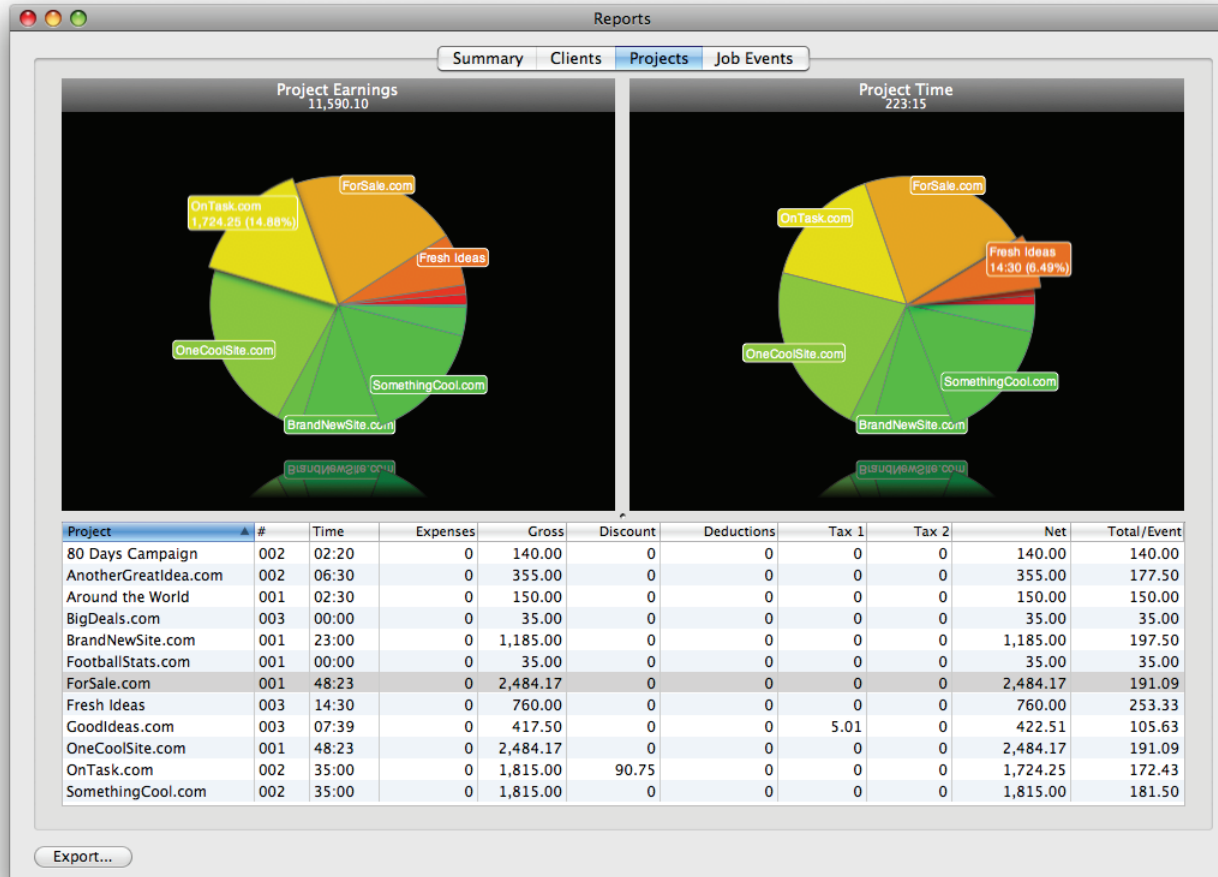 Reports
Summary Clients Projects Job Events
Project Earnings
11,590.10
ForSale.com
OnTask.com
1,724.25 (14.88%)
Fresh Ideas
OneCoolSite.com
SomethingCool.com
BrandNewSite.com
BrandNewSite.com
Project Time
223:15
ForSale.com
OnTask.com
Fresh Ideas
14:30 (6.49%)
OneCoolSite.com
SomethingCool.com
BrandNewSite.com
BrandNewSite.com
Project # Time Expenses Gross Discount Deductions Tax 1 Tax 2 Net Total/Event
80 Days Campaign 002 02:20 0 140.00 0 0 0 0 140.00 140.00
AnotherGreatIdea.com 002 06:30 0 355.00 0 0 0 0 355.00 177.50
Around the World 001 02:30 0 150.00 0 0 0 0 150.00 150.00
BigDeals.com 003 00:00 0 35.00 0 0 0 0 35.00 35.00
BrandNewSite.com 001 23:00 0 1,185.00 0 0 0 0 1,185.00 197.50
FootballStats.com 001 00:00 0 35.00 0 0 0 0 35.00 35.00
ForSale.com 001 48:23 0 2,484.17 0 0 0 0 2,484.17 191.09
Fresh Ideas 003 14:30 0 760.00 0 0 0 0 760.00 253.33
GoodIdeas.com 003 07:39 0 417.50 0 0 5.01 0 422.51 105.63
OneCoolSite.com 001 48:23 0 2,484.17 0 0 0 0 2,484.17 191.09
OnTask.com 002 35:00 0 1,815.00 90.75 0 0 0 1,724.25 172.43
SomethingCool.com 002 35:00 0 1,815.00 0 0 0 0 1,815.00 181.50
Export...